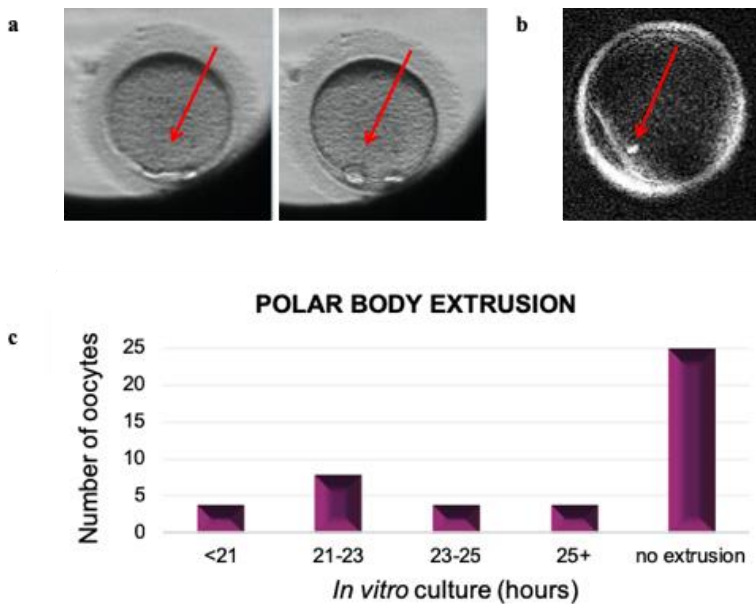 a
b
POLAR BODY EXTRUSION
c
Number of oocytes
25
20
15
10
5
0
<21 21-23 23-25 25+ no extrusion
In vitro culture (hours)